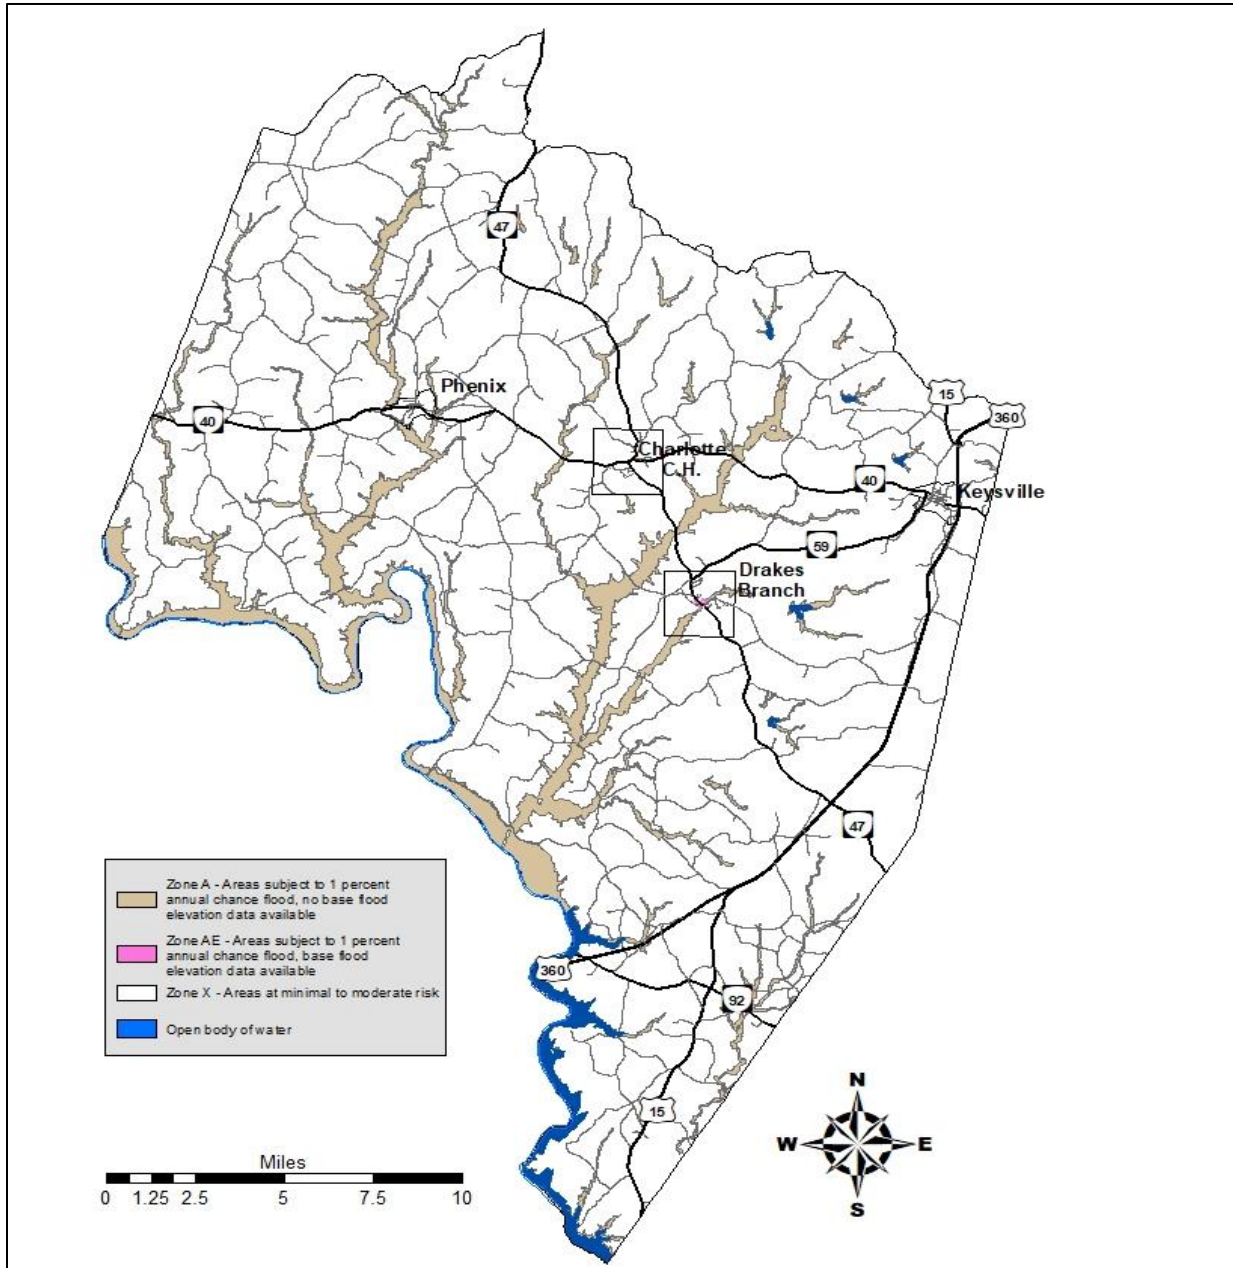 47
Phenix
15
360
40
Charlotte
C.H.
40
Keysville
59
Drakes
Branch
47
Zone A - Areas subject to 1 percent
annual chance flood, no base flood
elevation data available
Zone AE - Areas subject to 1 percent
annual chance flood, base flood
elevation data available
Zone X - Areas at minimal to moderate risk
Open body of water
360
92
15
N
W
E
S
Miles
0 1.25 2.5 5 7.5 10